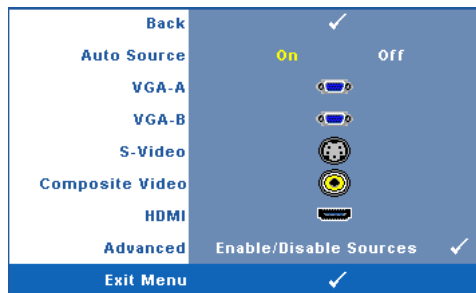 Back
Auto Source On Off
VGA-A
VGA-B
S-Video
Composite Video
HDMI
Advanced Enable/Disable Sources
Exit Menu